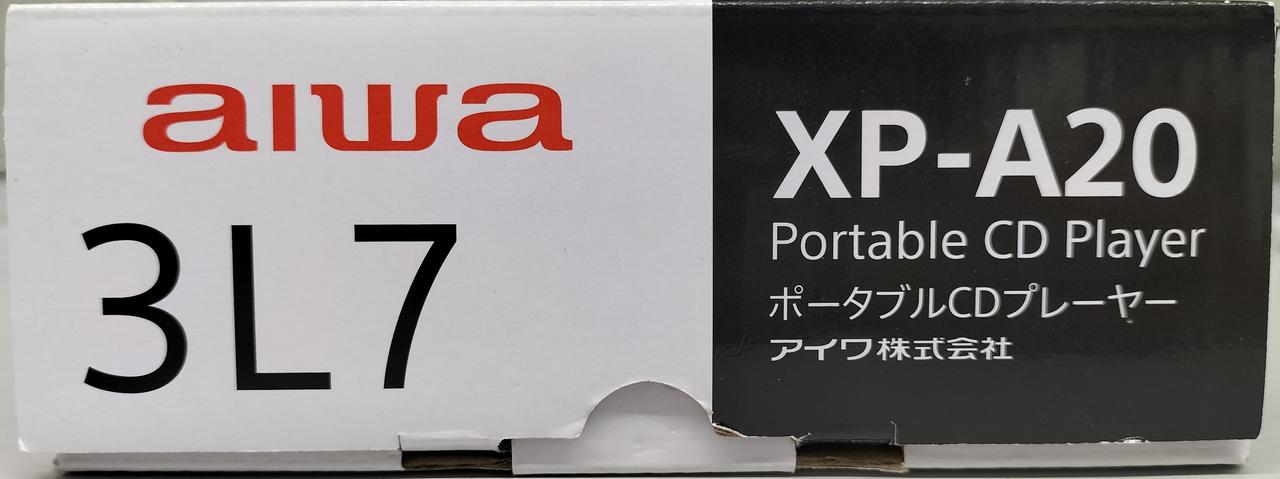 aiwa
3L7
XP-A20
Portable CD Player
ポータブルCDプレーヤー
アイワ株式会社